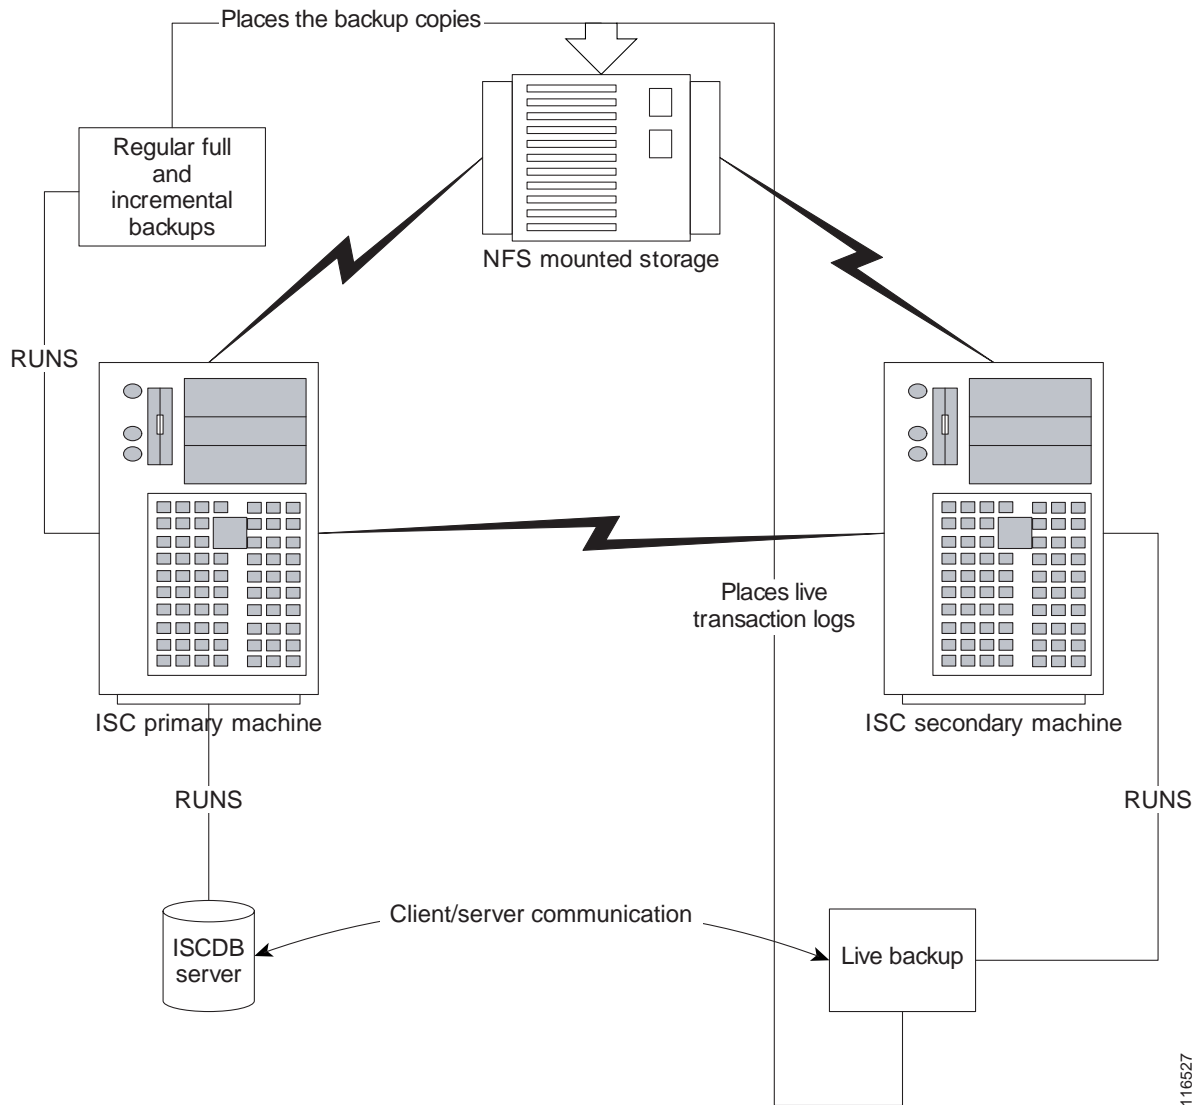 Places the backup copies
Regular full
and
incremental
backups
NFS mounted storage
RUNS
Places live
transaction logs
ISC primary machine
ISC secondary machine
RUNS
RUNS
Client/server communication
ISCDB
server
Live backup
116527